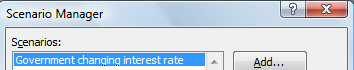 Scenario Manager
Scenarios:
Government changing interest rate
Add...